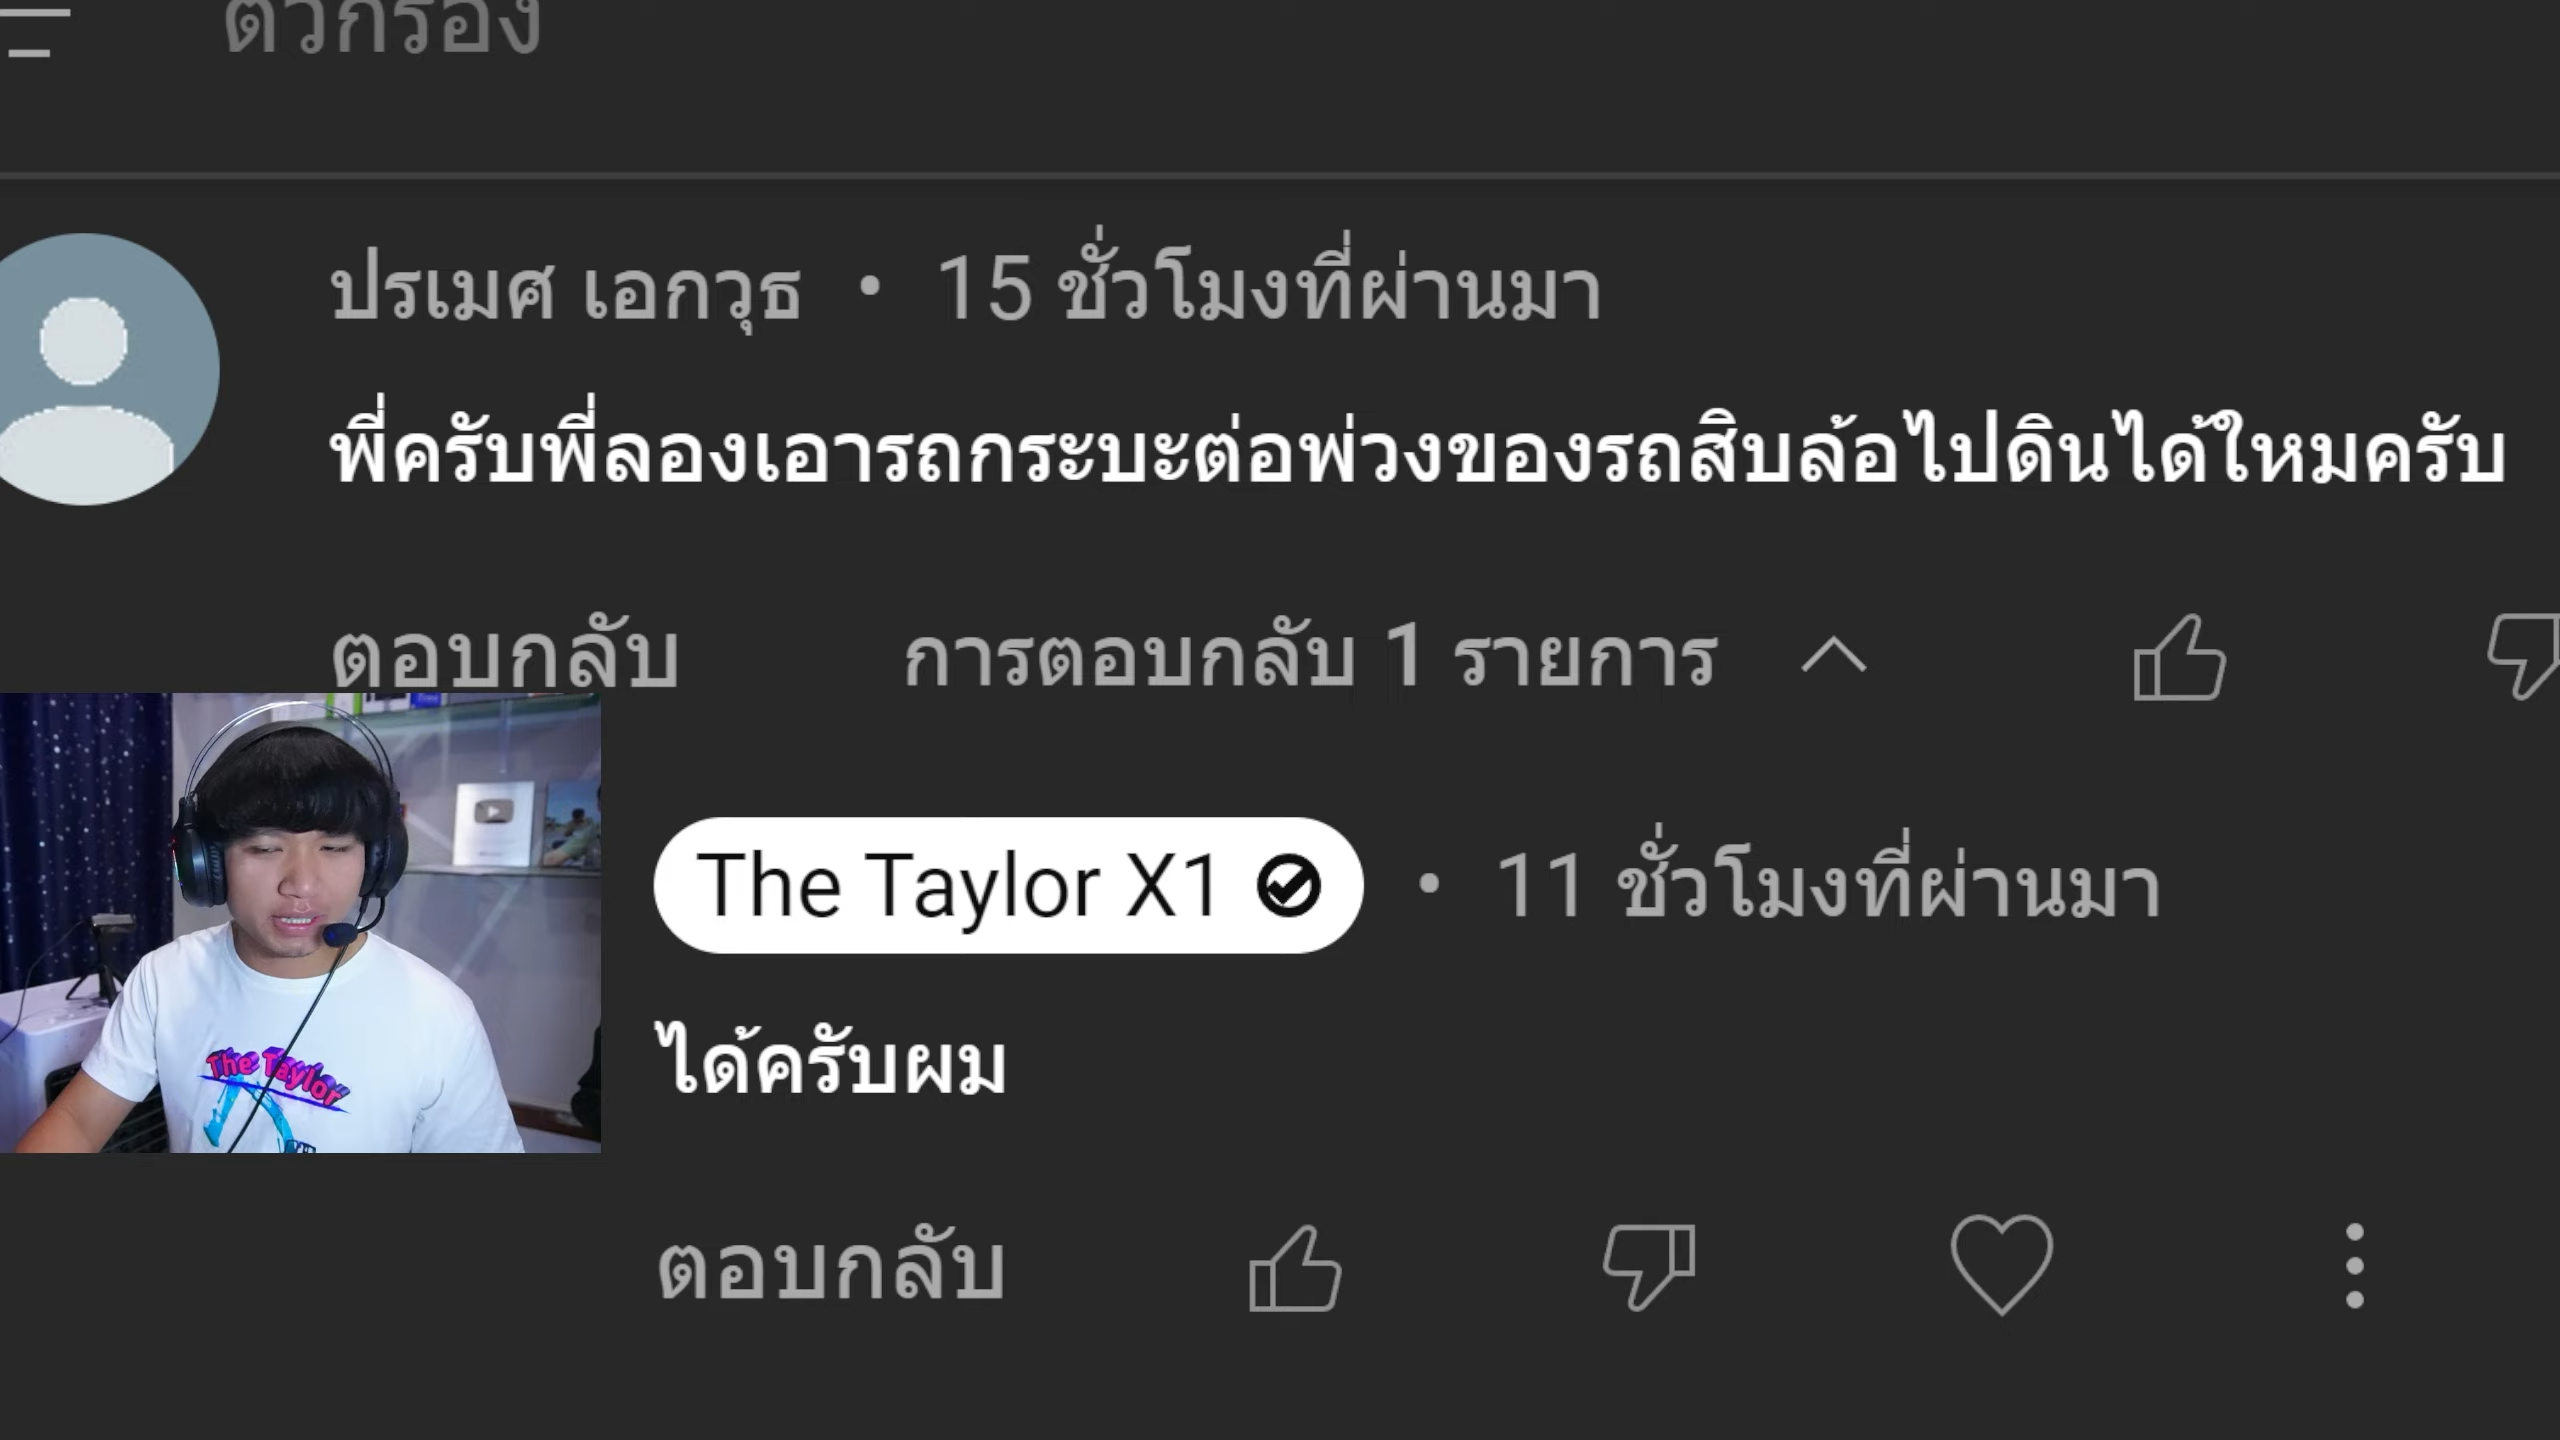 ตัวกรอง
ปรเมศ เอกวุธ • 15 ชั่วโมงที่ผ่านมา
พี่ครับพี่ลองเอารถกระบะต่อพ่วงของรถสิบล้อไปดินได้ใหมครับ
ตอบกลับ การตอบกลับ 1 รายการ
The Taylor X1 • 11 ชั่วโมงที่ผ่านมา
ได้ครับผม
The Taylor
ตอบกลับ